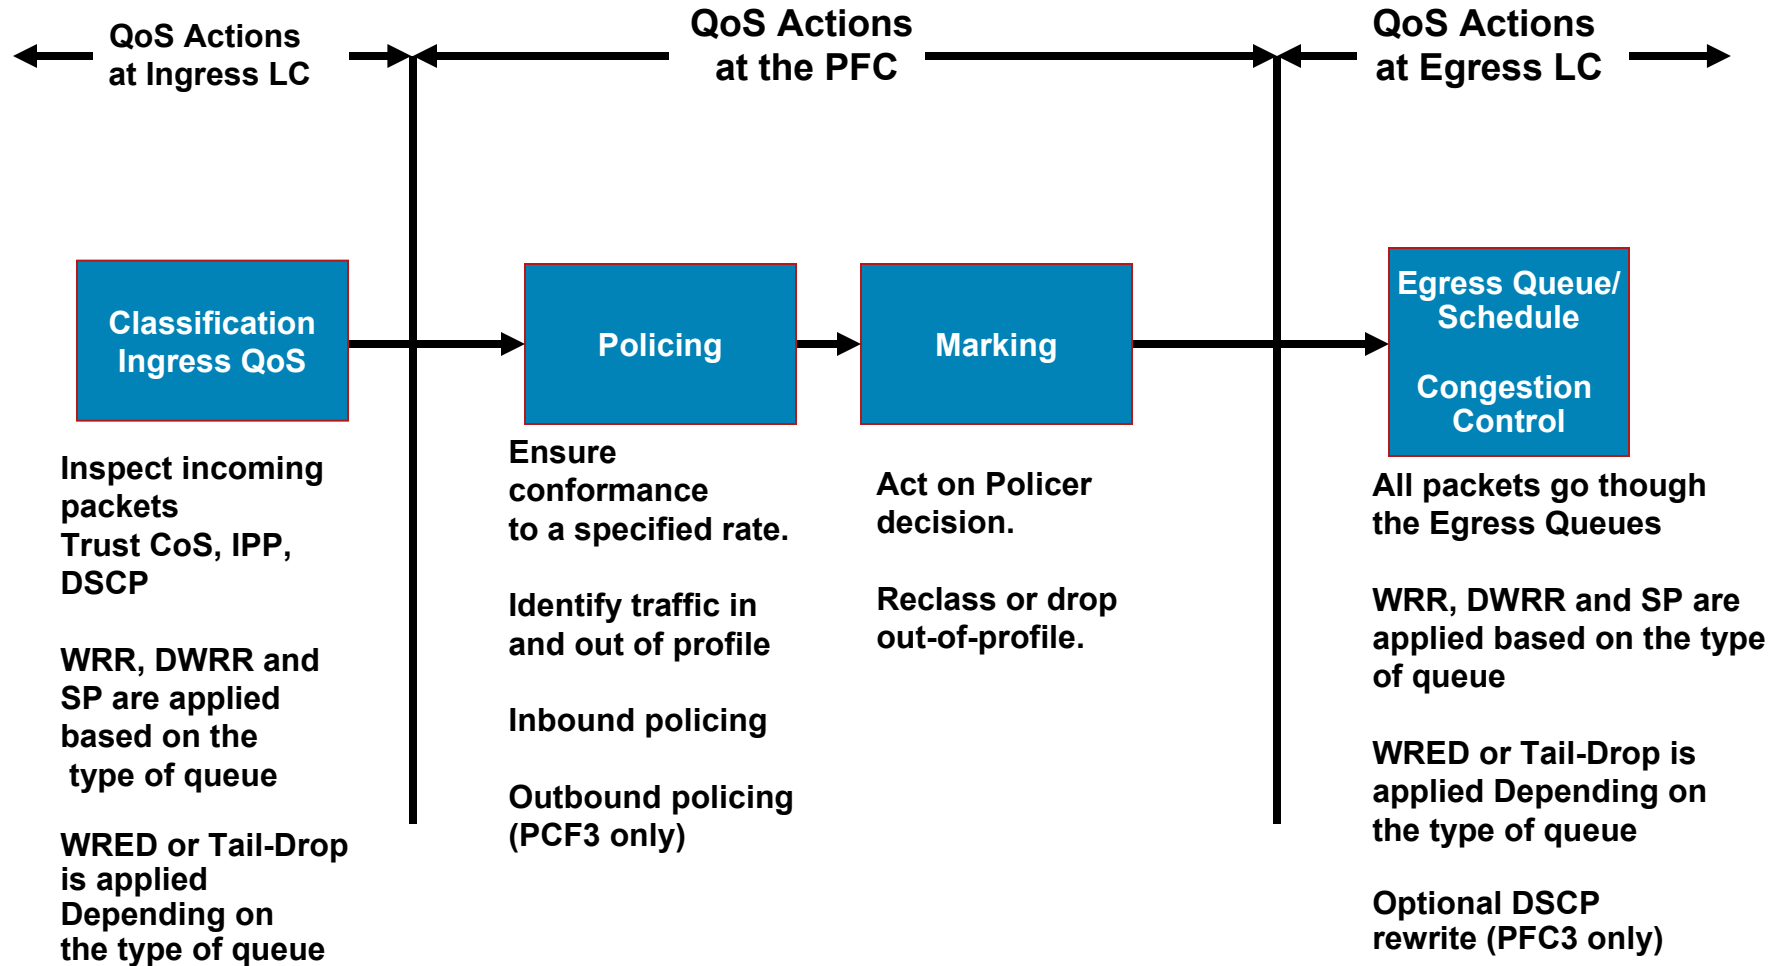 QoS Actions
at Ingress LC
QoS Actions
at the PFC
QoS Actions
at Egress LC
Classification
Ingress QoS
Policing
Marking
Egress Queue/
Schedule
Congestion
Control
Inspect incoming
packets
Trust CoS, IPP,
DSCP
WRR, DWRR and
SP are applied
based on the
type of queue
WRED or Tail-Drop
is applied
Depending on
the type of queue
Ensure
conformance
to a specified rate.
Identify traffic in
and out of profile
Inbound policing
Outbound policing
(PCF3 only)
Act on Policer
decision.
Reclass or drop
out-of-profile.
All packets go though
the Egress Queues
WRR, DWRR and SP are
applied based on the type
of queue
WRED or Tail-Drop is
applied Depending on
the type of queue
Optional DSCP
rewrite (PFC3 only)